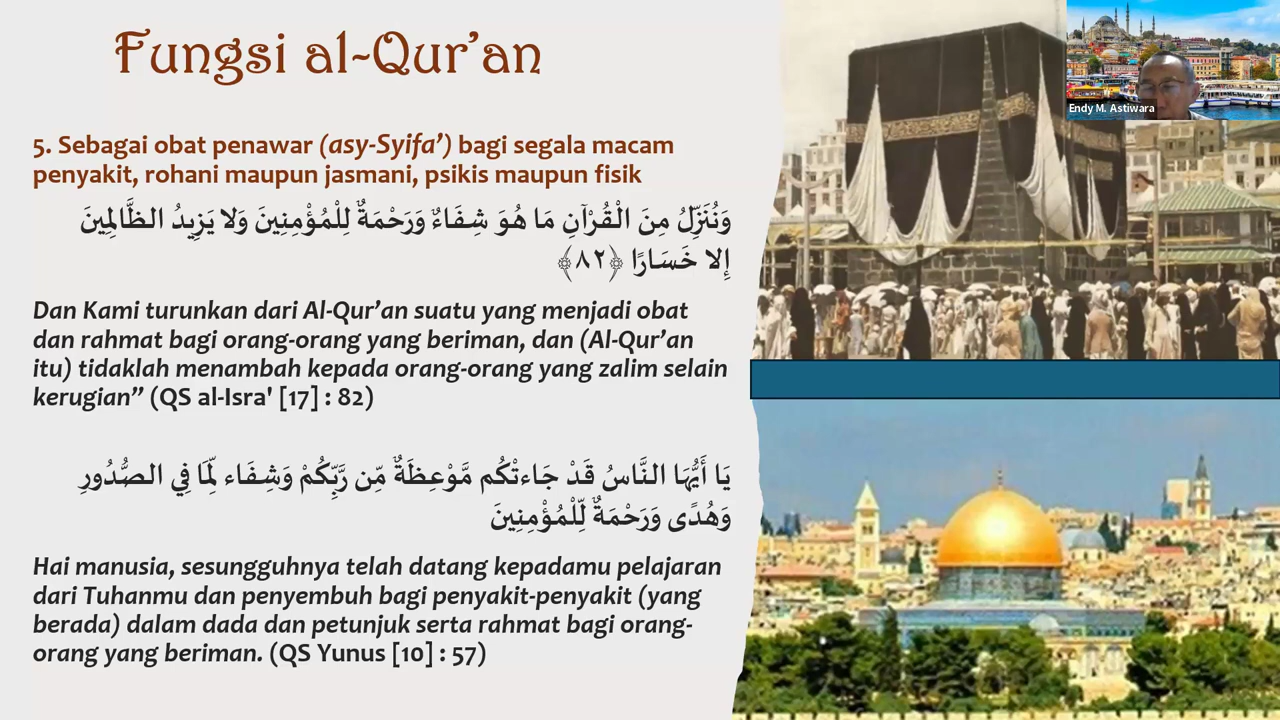 Fungsi al-Qur’an
Endy M. Astiwara
5. Sebagai obat penawar (asy-Syifa’) bagi segala macam
penyakit, rohani maupun jasmani, psikis maupun fisik
وَنُنَزِّلُ مِنَ الْقُرْآنِ مَا هُوَ شِفَاءٌ وَرَحْمَةٌ لِلْمُؤْمِنِينَ وَلا يَزِيدُ الظَّالِمِينَ
إِلا خَسَارًا ﴿٨٢﴾
Dan Kami turunkan dari Al-Qur’an suatu yang menjadi obat
dan rahmat bagi orang-orang yang beriman, dan (Al-Qur’an
itu) tidaklah menambah kepada orang-orang yang zalim selain
kerugian” (QS al-Isra' [17] : 82)
يَا أَيُّهَا النَّاسُ قَدْ جَاءتْكُم مَّوْعِظَةٌ مِّن رَّبِّكُمْ وَشِفَاء لِّمَا فِي الصُّدُورِ
وَهُدًى وَرَحْمَةٌ لِّلْمُؤْمِنِينَ
Hai manusia, sesungguhnya telah datang kepadamu pelajaran
dari Tuhanmu dan penyembuh bagi penyakit-penyakit (yang
berada) dalam dada dan petunjuk serta rahmat bagi orang-
orang yang beriman. (QS Yunus [10] : 57)